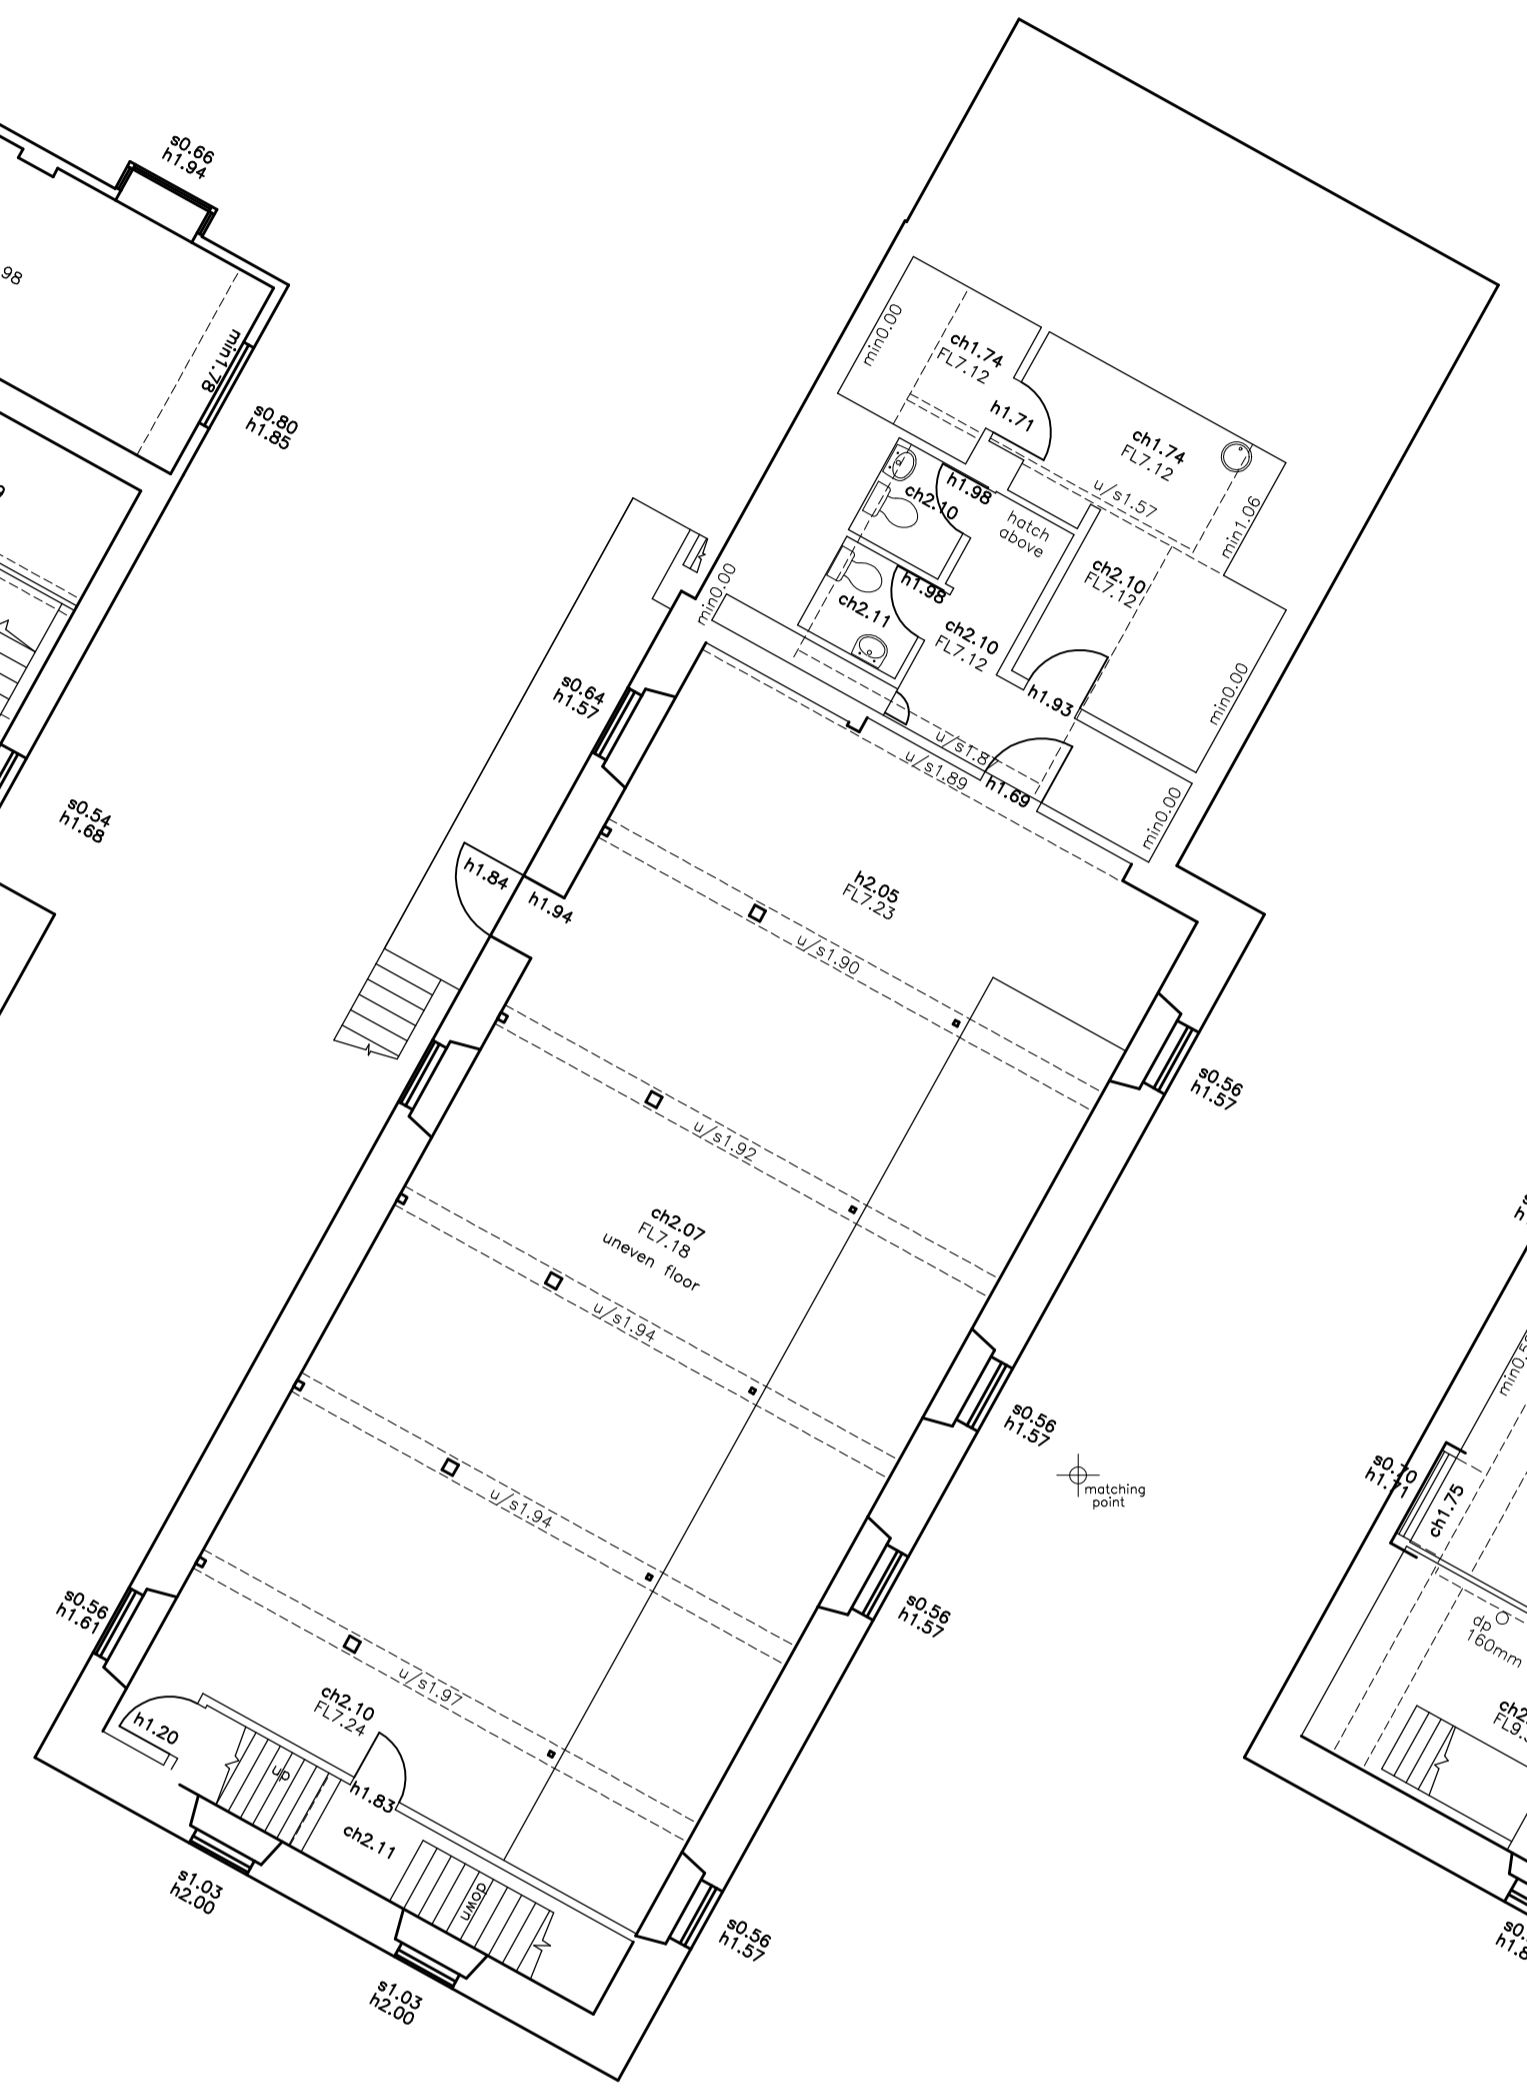 s0.66
h1.94
98
min1.78
s0.80
h1.85
s0.54
h1.68
min0.00
ch1.74
FL7.12
h1.71
ch1.74
FL7.12
u/s1.57
min1.06
h1.98
ch2.10
hatch
above
ch2.10
FL7.12
h1.98
ch2.11
ch2.10
FL7.12
min0.00
h1.93
min0.00
u/s1.87
u/s1.89
h1.69
min0.00
s0.64
h1.57
h1.84
h1.94
h2.05
FL7.23
u/s1.90
s0.56
h1.57
u/s1.92
ch2.07
FL7.18
uneven floor
u/s1.94
s0.56
h1.57
matching
point
u/s1.94
s0.56
h1.57
s0.56
h1.61
u/s1.97
ch2.10
FL7.24
h1.20
up
h1.83
ch2.11
down
s1.03
h2.00
s1.03
h2.00
s0.56
h1.57
s0.70
h1.71
ch1.75
dp
160mm